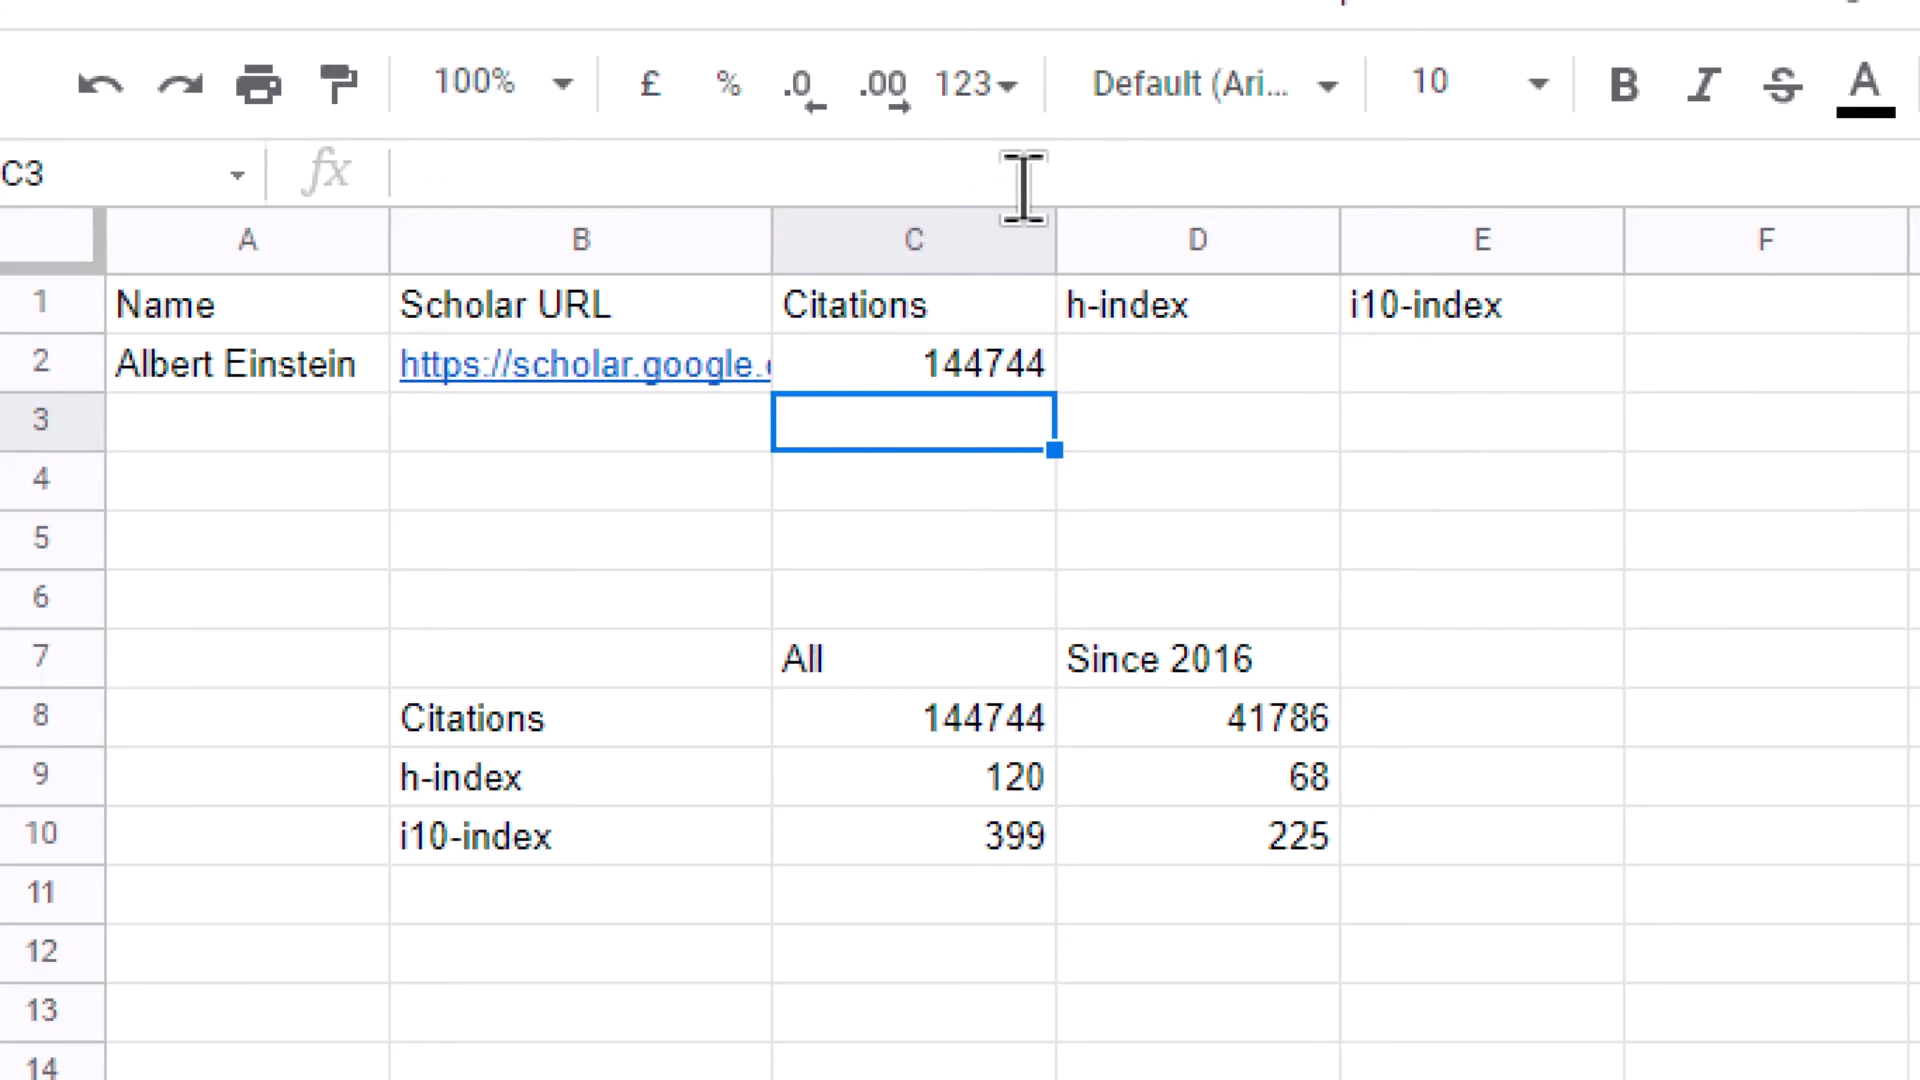 100% £ % .0 .00 123 Default (Ari... 10 B I S A
C3 fx
A B C D E F
1 Name Scholar URL Citations h-index i10-index
2 Albert Einstein https://scholar.google. 144744
3
4
5
6
7 All Since 2016
8 Citations 144744 41786
9 h-index 120 68
10 i10-index 399 225
11
12
13
14